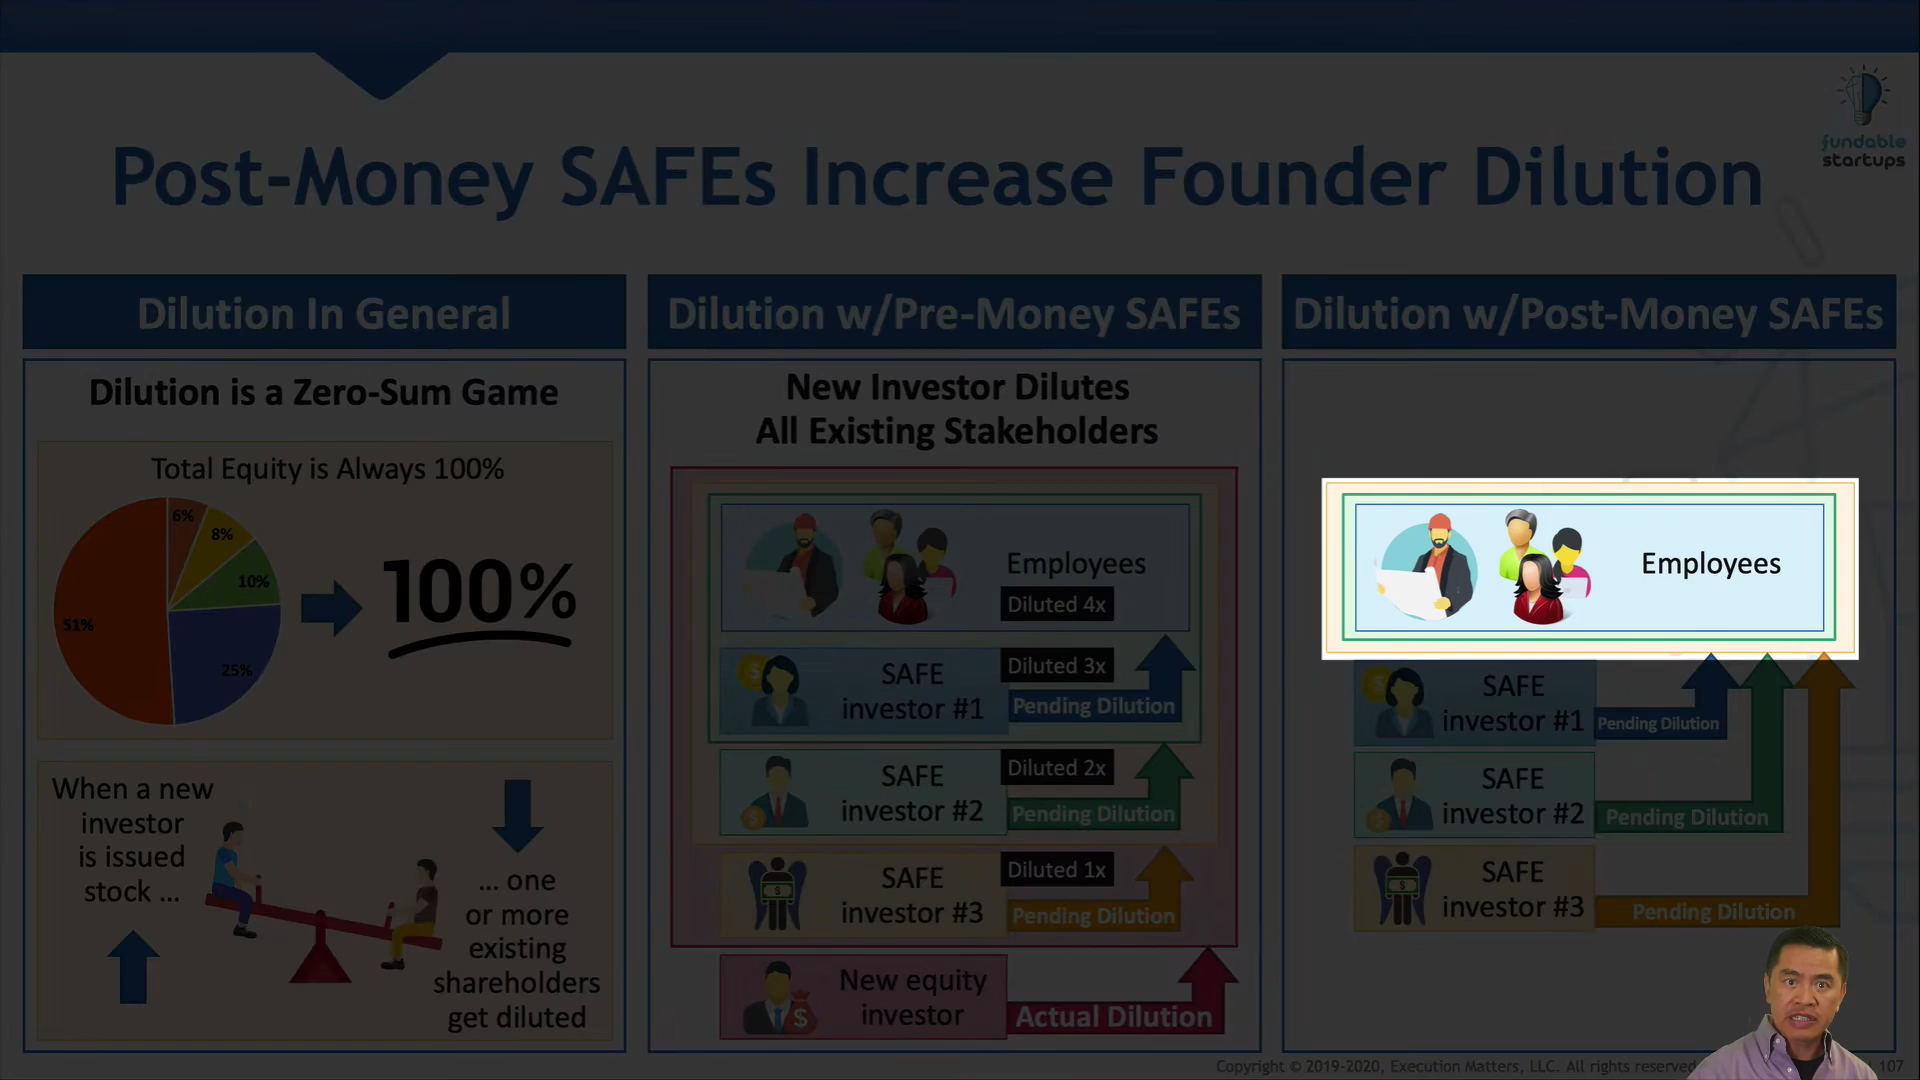 fundable
startups
Post-Money SAFEs Increase Founder Dilution
Dilution In General
Dilution is a Zero-Sum Game
Total Equity is Always 100%
6%
8%
10%
25%
51%
100%
When a new
investor
is issued
stock ...
... one
or more
existing
shareholders
get diluted
Dilution w/Pre-Money SAFEs
New Investor Dilutes
All Existing Stakeholders
Employees
Diluted 4x
SAFE
investor #1
Diluted 3x
Pending Dilution
SAFE
investor #2
Diluted 2x
Pending Dilution
SAFE
investor #3
Diluted 1x
Pending Dilution
New equity
investor
Actual Dilution
Dilution w/Post-Money SAFEs
Employees
SAFE
investor #1
Pending Dilution
SAFE
investor #2
Pending Dilution
SAFE
investor #3
Pending Dilution
Copyright © 2019-2020, Execution Matters, LLC. All rights reserved
107